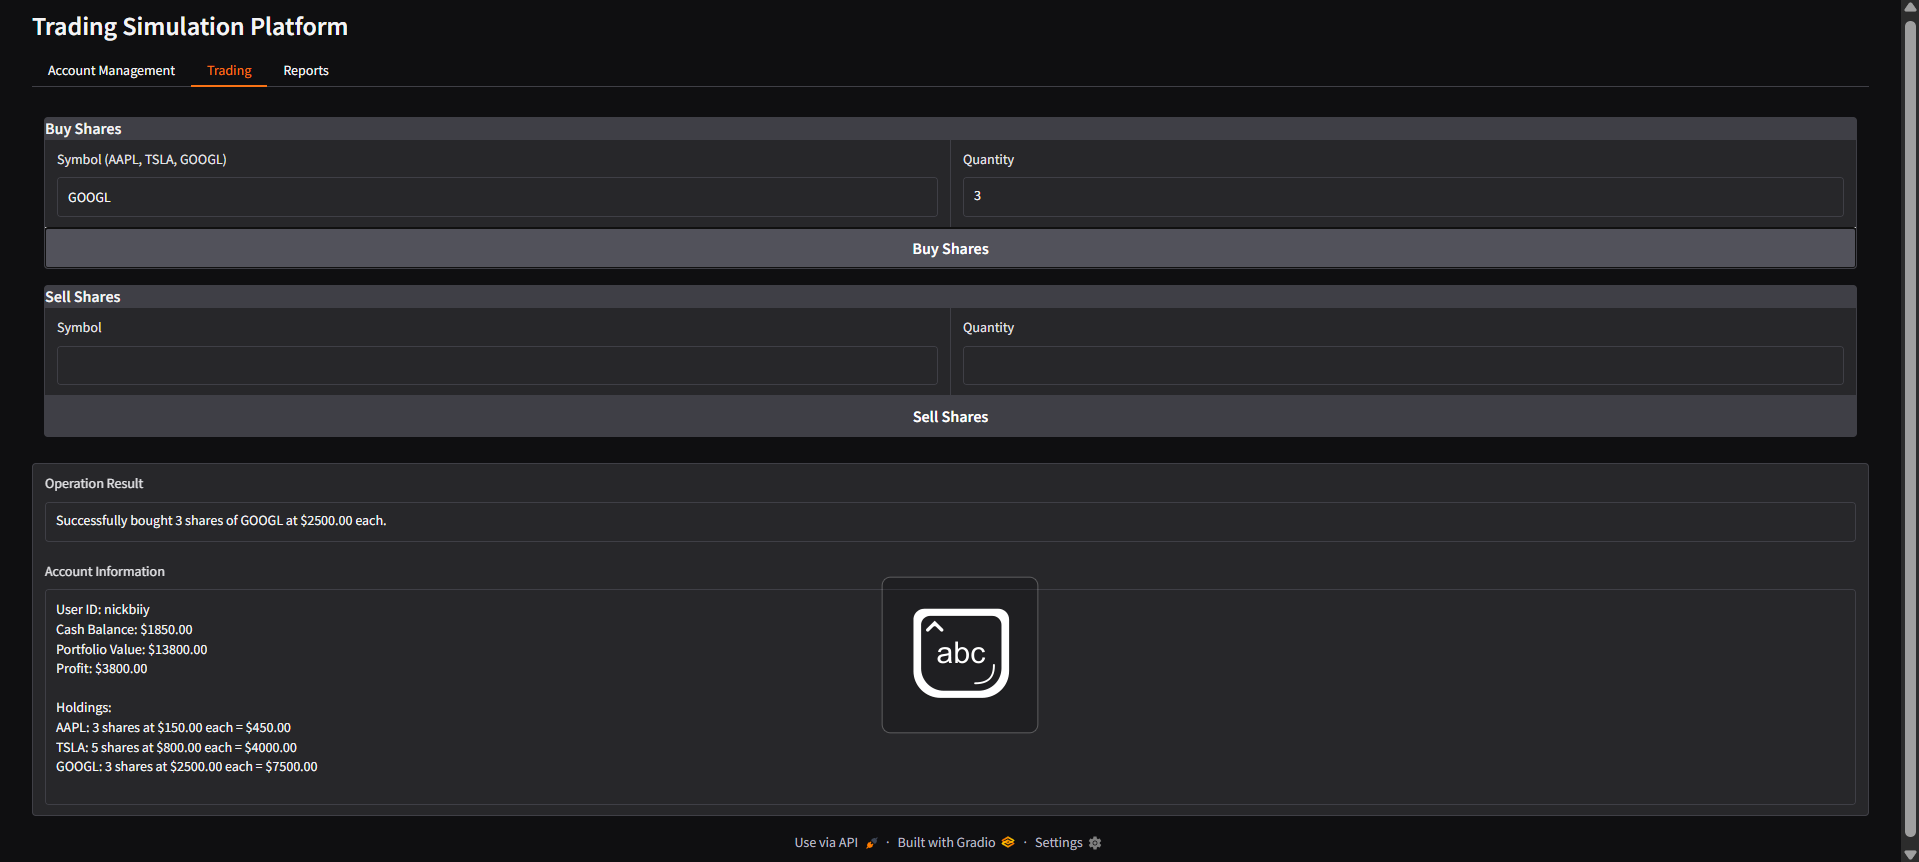 Trading Simulation Platform
Account Management Trading Reports
Buy Shares
Symbol (AAPL, TSLA, GOOGL) Quantity
GOOGL 3
Buy Shares
Sell Shares
Symbol Quantity
Sell Shares
Operation Result
Successfully bought 3 shares of GOOGL at $2500.00 each.
Account Information
User ID: nickbiiy
Cash Balance: $1850.00
Portfolio Value: $13800.00
Profit: $3800.00
abc
Holdings:
AAPL: 3 shares at $150.00 each = $450.00
TSLA: 5 shares at $800.00 each = $4000.00
GOOGL: 3 shares at $2500.00 each = $7500.00
Use via API · Built with Gradio · Settings